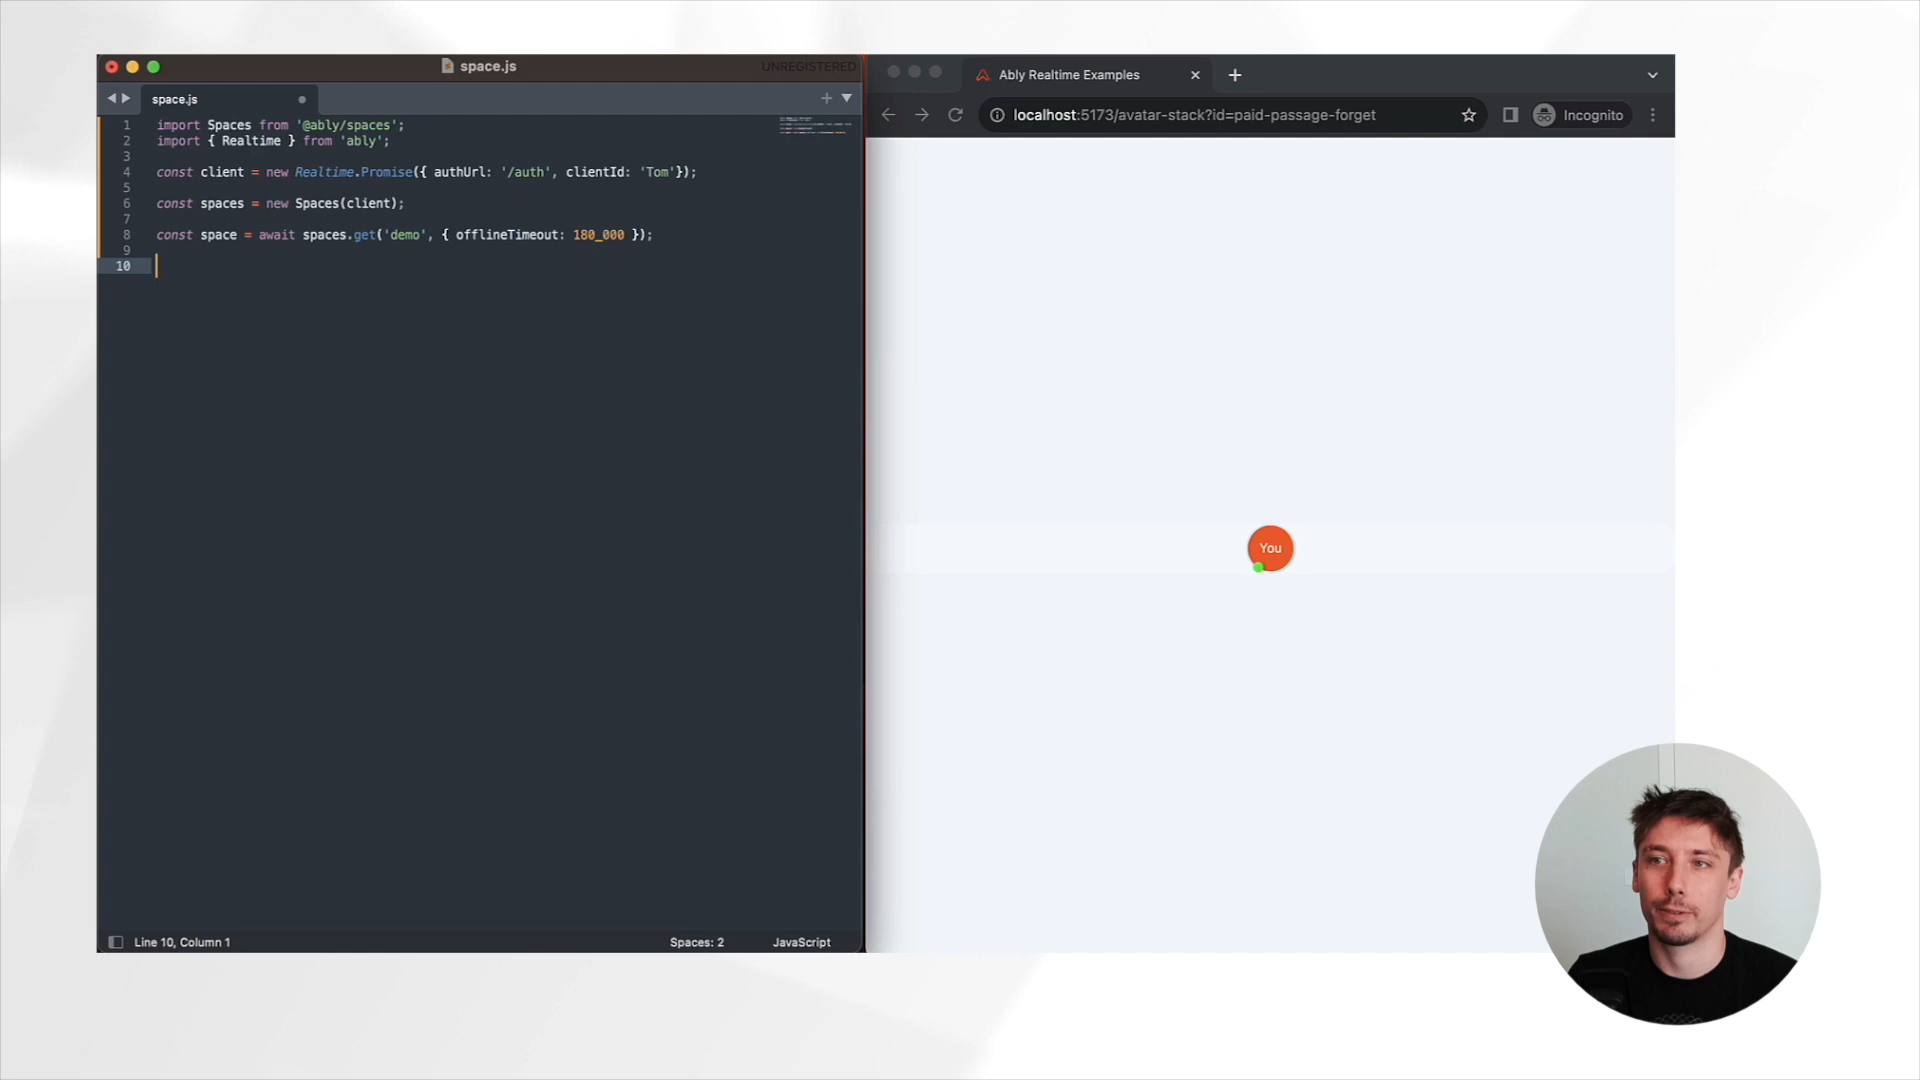 space.js
UNREGISTERED
space.js
1 import Spaces from '@ably/spaces';
2 import { Realtime } from 'ably';
3
4 const client = new Realtime.Promise({ authUrl: '/auth', clientId: 'Tom'});
5
6 const spaces = new Spaces(client);
7
8 const space = await spaces.get('demo', { offlineTimeout: 180_000 });
9
10
Line 10, Column 1
Spaces: 2
JavaScript
Ably Realtime Examples
localhost:5173/avatar-stack?id=paid-passage-forget
Incognito
You